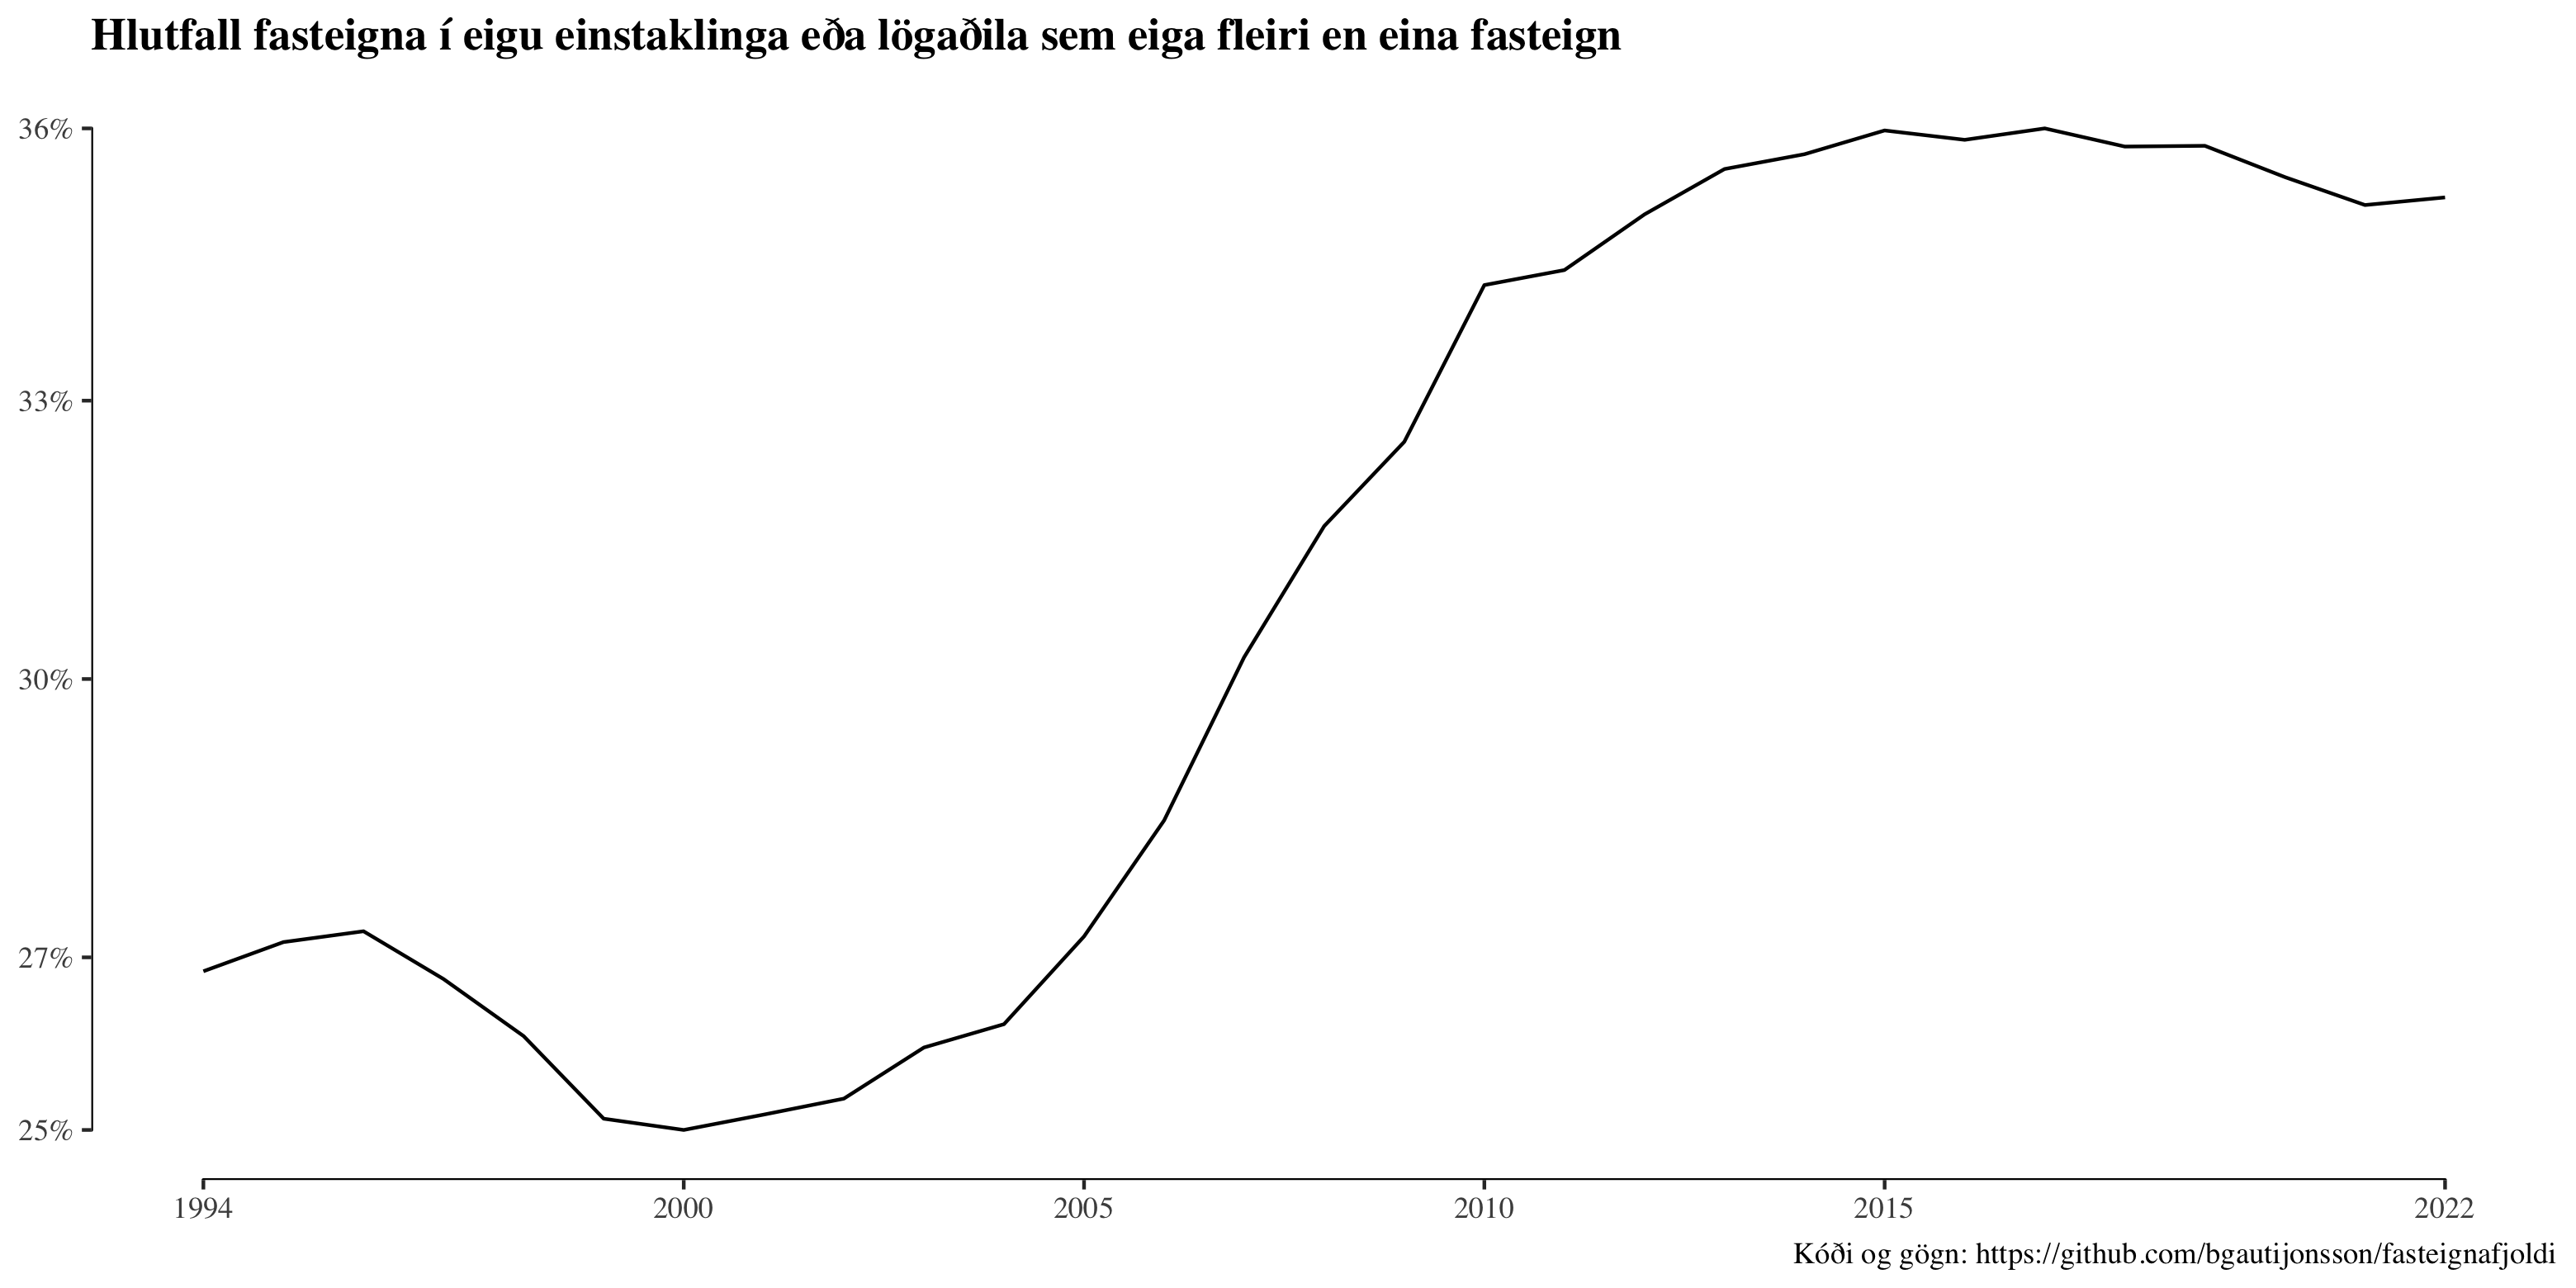 Hlutfall fasteigna í eigu einstaklinga eða lögaðila sem eiga fleiri en eina fasteign
36%
33%
30%
27%
25%
1994 2000 2005 2010 2015 2022
Kóði og gögn: https://github.com/bgautijonsson/fasteignafjoldi